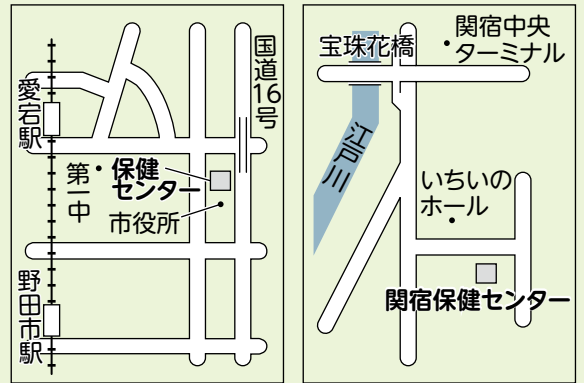 国道16号
愛宕駅
第一中
保健
センター
市役所
野田市駅
関宿中央
ターミナル
宝珠花橋
江戸川
いちいの
ホール
関宿保健センター